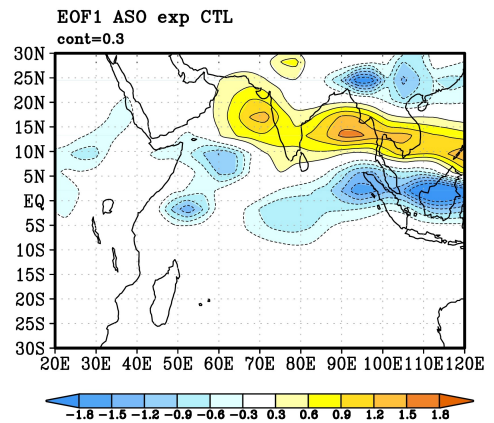 EOF1 ASO exp CTL
cont=0.3
30N
25N
20N
15N
10N
5N
EQ
5S
10S
15S
20S
25S
30S
20E 30E 40E 50E 60E 70E 80E 90E 100E 110E 120E
-1.8 -1.5 -1.2 -0.9 -0.6 -0.3 0.3 0.6 0.9 1.2 1.5 1.8